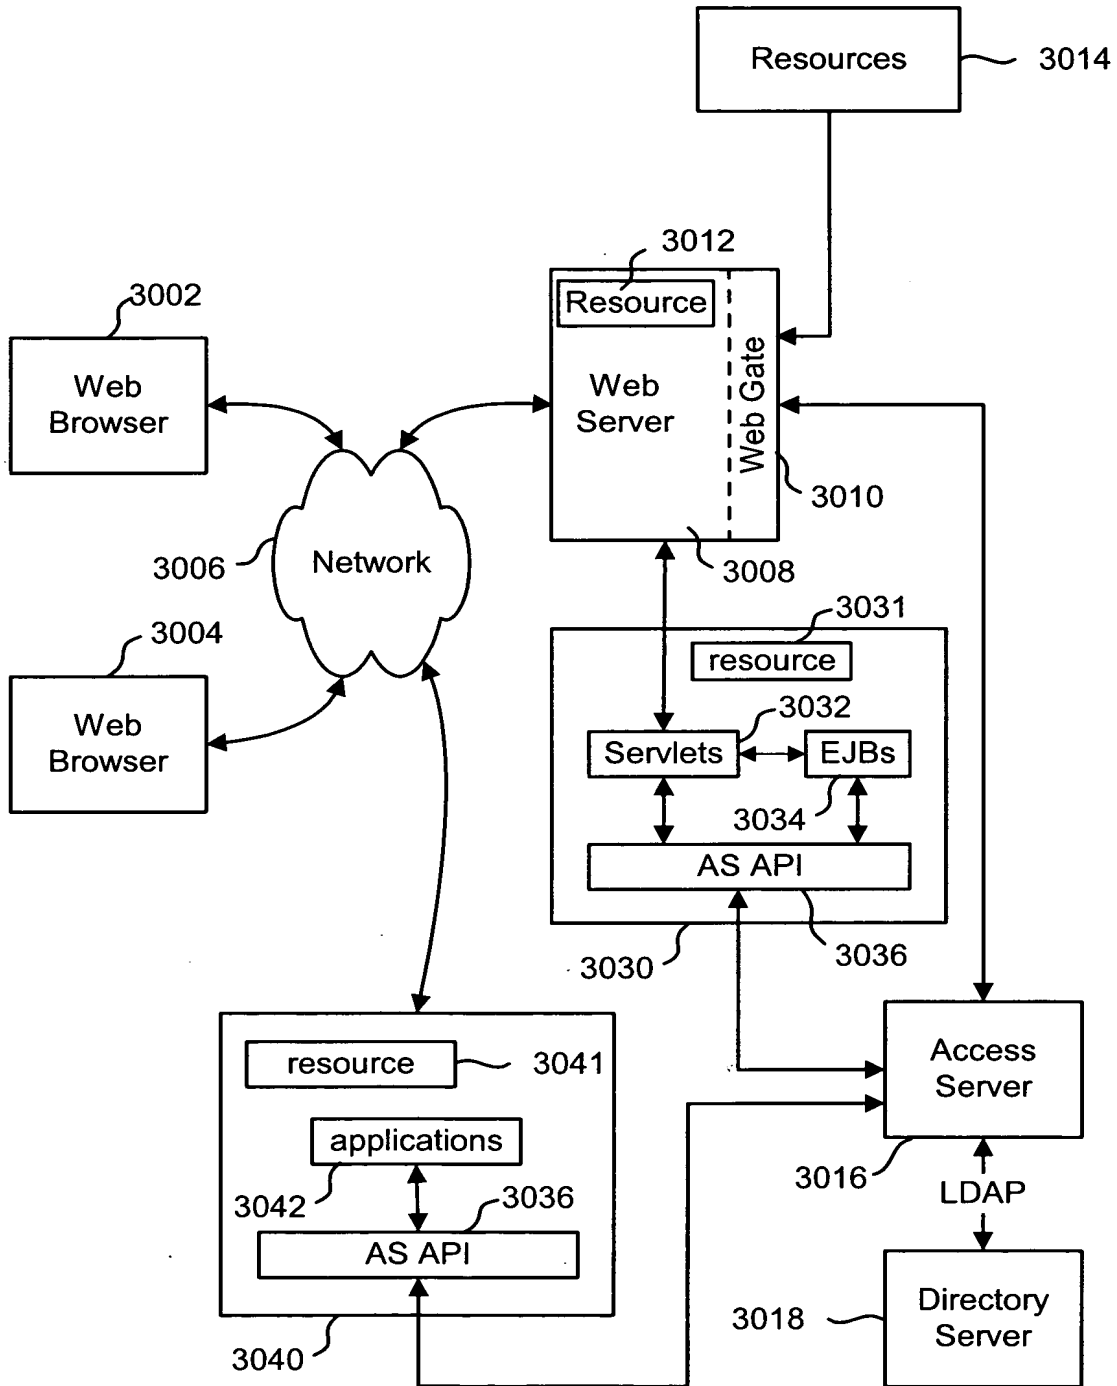 Resources
3014
3012
Resource
Web
Server
Web Gate
3010
3008
3002
Web
Browser
3006
Network
3004
Web
Browser
3031
resource
3032
Servlets
EJBs
3034
AS API
3030
3036
resource
3041
applications
3042
3036
AS API
3040
Access
Server
3016
LDAP
Directory
Server
3018